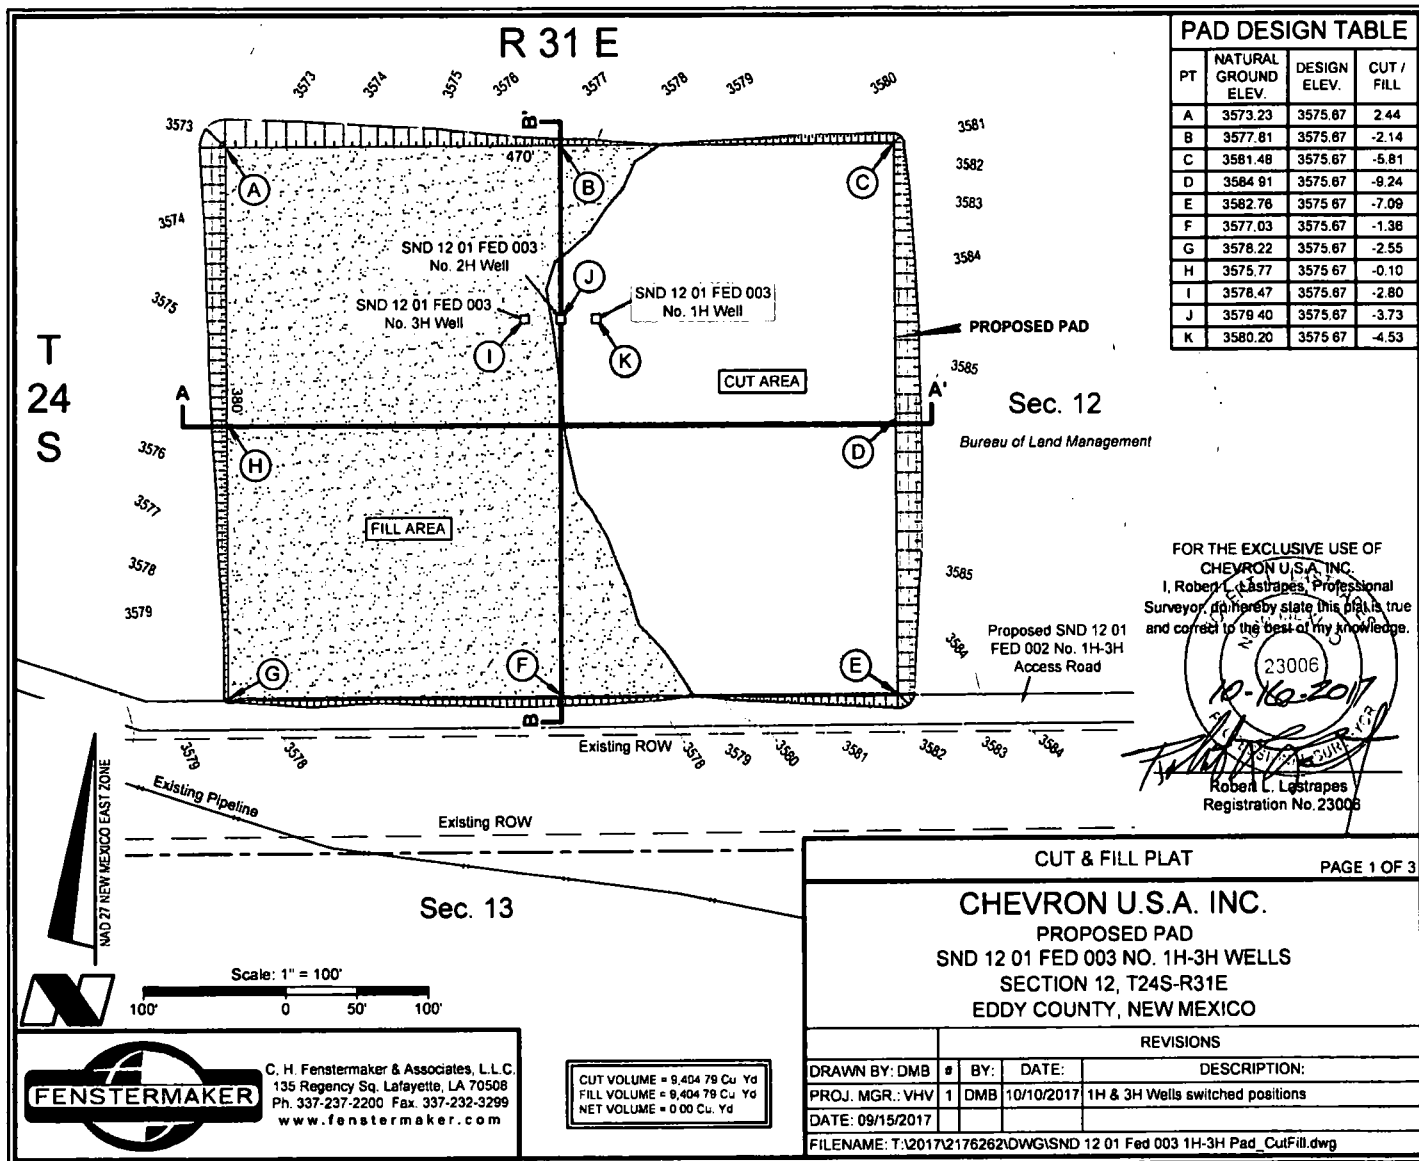 R 31 E
3573
3574
3575
3576
3577
3578
3579
3580
PAD DESIGN TABLE
PT NATURAL GROUND ELEV. DESIGN ELEV. CUT / FILL
A 3573.23 3575.67 2.44
B 3577.81 3575.67 -2.14
C 3581.48 3575.67 -5.81
D 3584 91 3575.67 -9.24
E 3582.76 3575.67 -7.09
F 3577.03 3575.67 -1.36
G 3578.22 3575.67 -2.55
H 3575.77 3575 67 -0.10
I 3578.47 3575.67 -2.80
J 3579 40 3575.67 -3.73
K 3580.20 3575 67 -4.53
3573
B'
470'
A
B
C
3581
3582
3583
3584
3574
3575
SND 12 01 FED 003
No. 2H Well
J
SND 12 01 FED 003
No. 3H Well
I
SND 12 01 FED 003
No. 1H Well
K
PROPOSED PAD
3585
T
24
S
CUT AREA
A
380'
A'
Sec. 12
Bureau of Land Management
H
D
3576
3577
3578
3579
FILL AREA
3585
3584
FOR THE EXCLUSIVE USE OF
CHEVRON U.S.A. INC.
I, Robert L. Lastrapes, Professional
Surveyor, do hereby state this plat is true
and correct to the best of my knowledge.
23006
10-16-2017
Robert L. Lastrapes
Registration No. 23006
Proposed SND 12 01
FED 002 No. 1H-3H
Access Road
G
F
E
B
3579
3578
Existing ROW
3578
3579
3580
3581
3582
3583
3584
Existing Pipeline
Existing ROW
NAD 27 NEW MEXICO EAST ZONE
Sec. 13
Scale: 1" = 100'
100' 0 50' 100'
CUT & FILL PLAT
PAGE 1 OF 3
CHEVRON U.S.A. INC.
PROPOSED PAD
SND 12 01 FED 003 NO. 1H-3H WELLS
SECTION 12, T24S-R31E
EDDY COUNTY, NEW MEXICO
FENSTERMAKER
C. H. Fenstermaker & Associates, L.L.C.
135 Regency Sq. Lafayette, LA 70508
Ph. 337-237-2200 Fax. 337-232-3299
www.fenstermaker.com
CUT VOLUME = 9,404 79 Cu Yd
FILL VOLUME = 9,404 79 Cu Yd
NET VOLUME = 0 00 Cu. Yd
REVISIONS
DRAWN BY: DMB # BY: DATE: DESCRIPTION:
PROJ. MGR.: VHV 1 DMB 10/10/2017 1H & 3H Wells switched positions
DATE: 09/15/2017
FILENAME: T:\2017\2176262\DWG\SND 12 01 Fed 003 1H-3H Pad_CutFill.dwg